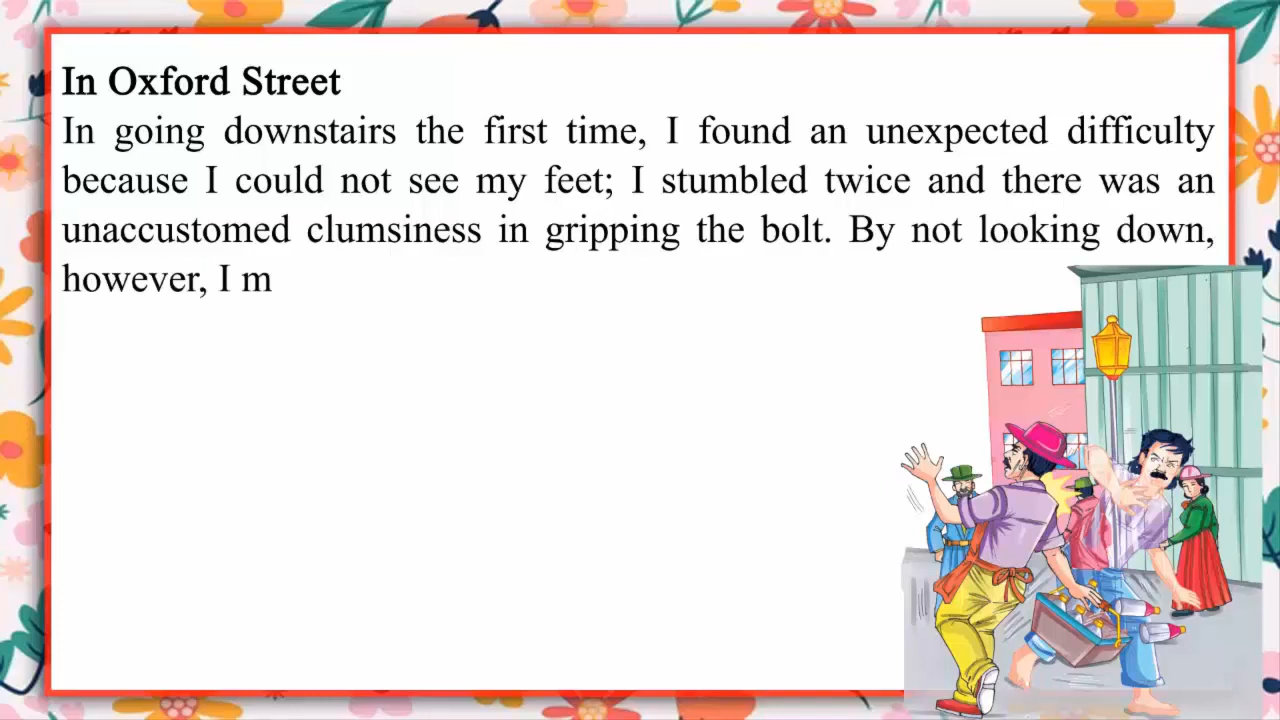 In Oxford Street
In going downstairs the first time, I found an unexpected difficulty
because I could not see my feet; I stumbled twice and there was an
unaccustomed clumsiness in gripping the bolt. By not looking down,
however, I m